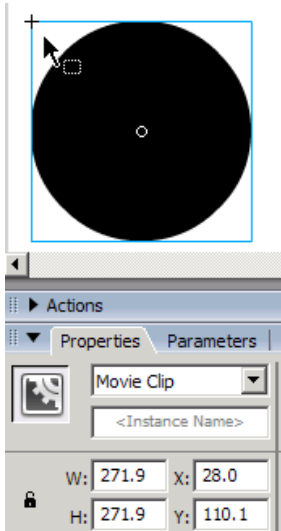 Actions
Properties Parameters
Movie Clip
<Instance Name>
W: 271.9 X: 28.0
H: 271.9 Y: 110.1